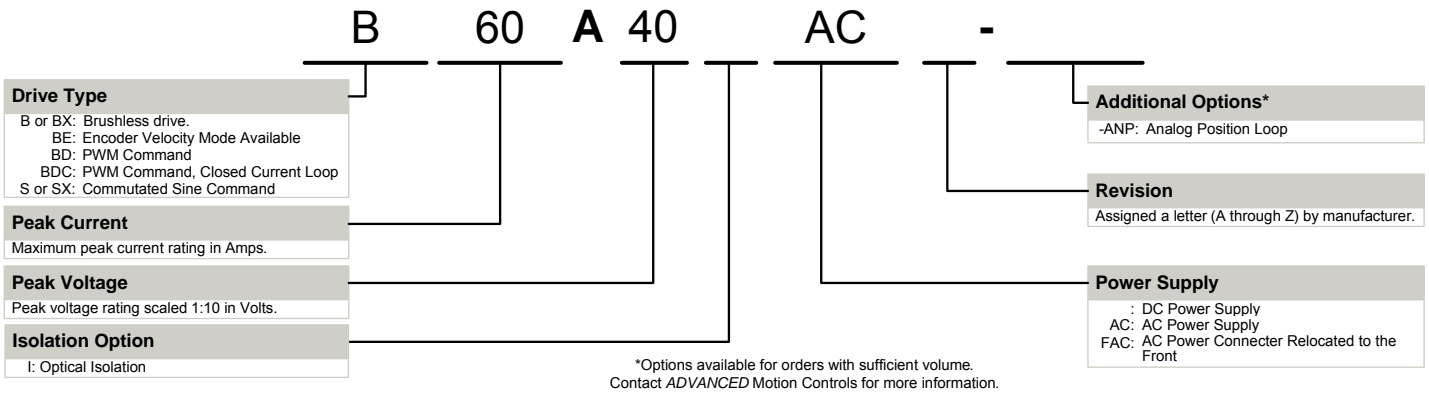 B 60 A 40 AC -
Drive Type
B or BX: Brushless drive.
BE: Encoder Velocity Mode Available
BD: PWM Command
BDC: PWM Command, Closed Current Loop
S or SX: Commutated Sine Command
Peak Current
Maximum peak current rating in Amps.
Peak Voltage
Peak voltage rating scaled 1:10 in Volts.
Isolation Option
I: Optical Isolation
Additional Options*
-ANP: Analog Position Loop
Revision
Assigned a letter (A through Z) by manufacturer.
Power Supply
: DC Power Supply
AC: AC Power Supply
FAC: AC Power Connecter Relocated to the
Front
*Options available for orders with sufficient volume.
Contact ADVANCED Motion Controls for more information.